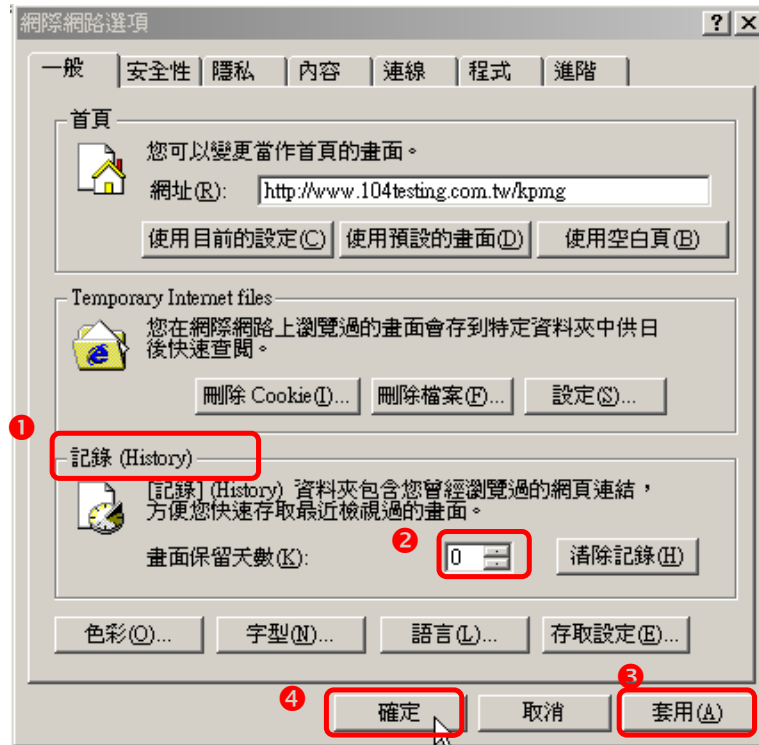 網際網路選項
? ×
一般 安全性 隱私 內容 連線 程式 進階
首頁
您可以變更當作首頁的畫面。
網址(R): http://www.104testing.com.tw/kpmg
使用目前的設定(C) 使用預設的畫面(D) 使用空白頁(B)
Temporary Internet files
您在網際網路上瀏覽過的畫面會存到特定資料夾中供日
後快速查閱。
刪除 Cookie(I)... 刪除檔案(F)... 設定(S)...
1
記錄 (History)
[記錄] (History) 資料夾包含您曾經瀏覽過的網頁連結,
方便您快速存取最近檢視過的畫面。
2
畫面保留天數(K): 0 清除記錄(H)
色彩(O)... 字型(N)... 語言(L)... 存取設定(E)...
4 3
確定 取消 套用(A)